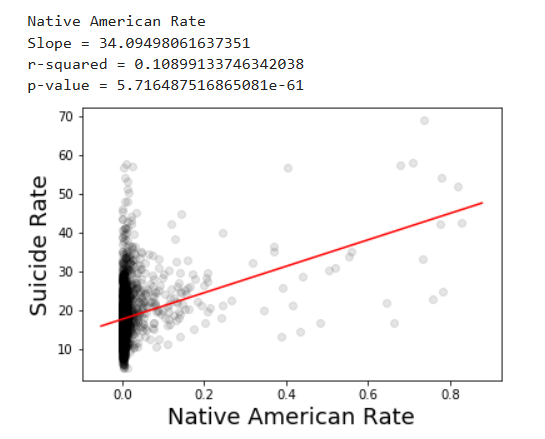 Native American Rate
Slope = 34.09498061637351
r-squared = 0.10899133746342038
p-value = 5.716487516865081e-61
70
60
50
40
30
20
10
Suicide Rate
0.0 0.2 0.4 0.6 0.8
Native American Rate